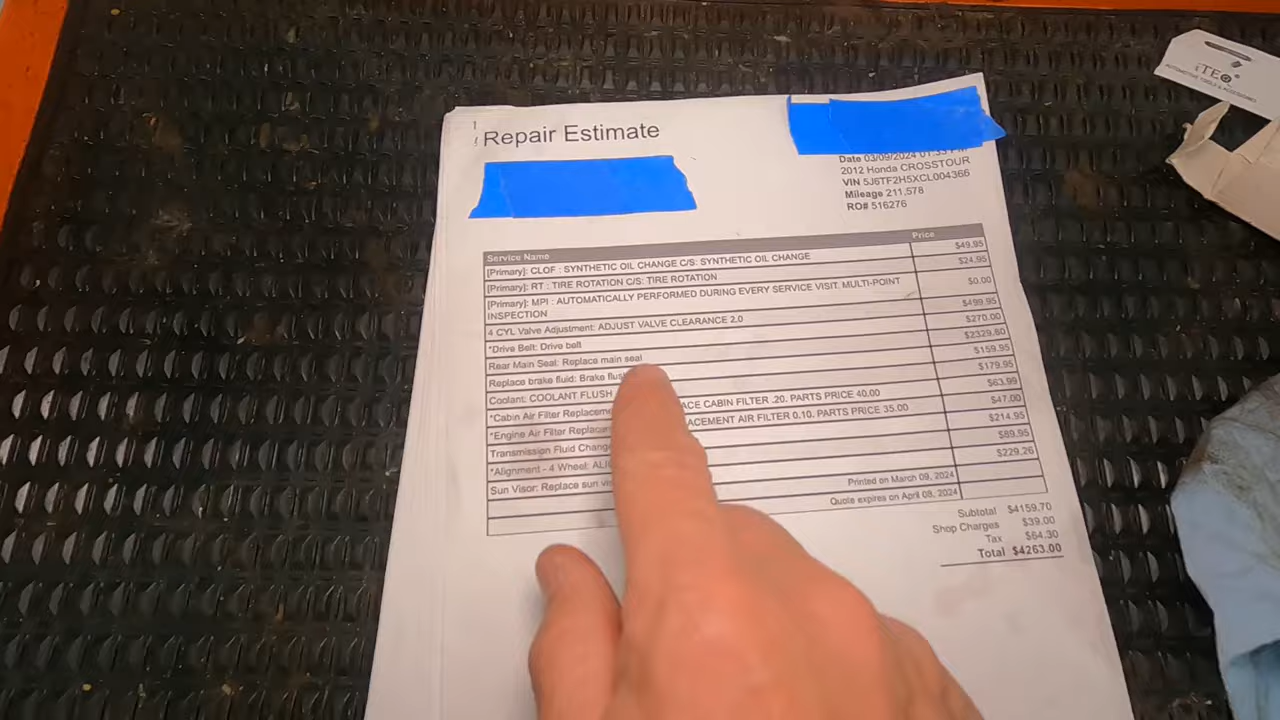 Repair Estimate
Date 03/09/2024 01:33
2012 Honda CROSSTOUR
VIN 5J6TF2H5XCL004366
Mileage 211,578
RO# 516276
Service Name Price
[Primary]: CLOF : SYNTHETIC OIL CHANGE C/S: SYNTHETIC OIL CHANGE $49.95
[Primary]: RT : TIRE ROTATION C/S: TIRE ROTATION $24.95
[Primary]: MPI : AUTOMATICALLY PERFORMED DURING EVERY SERVICE VISIT. MULTI-POINT
INSPECTION $0.00
4 CYL Valve Adjustment: ADJUST VALVE CLEARANCE 2.0 $499.95
*Drive Belt: Drive belt $270.00
Rear Main Seal: Replace main seal $2329.80
Replace brake fluid: Brake $159.95
Coolant: COOLANT FLUSH $179.95
*Cabin Air Filter CABIN FILTER .20. PARTS PRICE 40.00 $63.99
*Engine Air Filter AIR FILTER 0.10. PARTS PRICE 35.00 $47.00
Transmission Fluid $214.95
*Alignment - 4 Wheel: $89.95
Sun Visor: Replace sun $229.26
Printed on March 09, 2024
Quote expires on April 08, 2024
Subtotal $4159.70
Shop Charges $39.00
Tax $64.30
Total $4263.00
iTEQ
AUTOMOTIVE TOOLS & ACCESSORIES